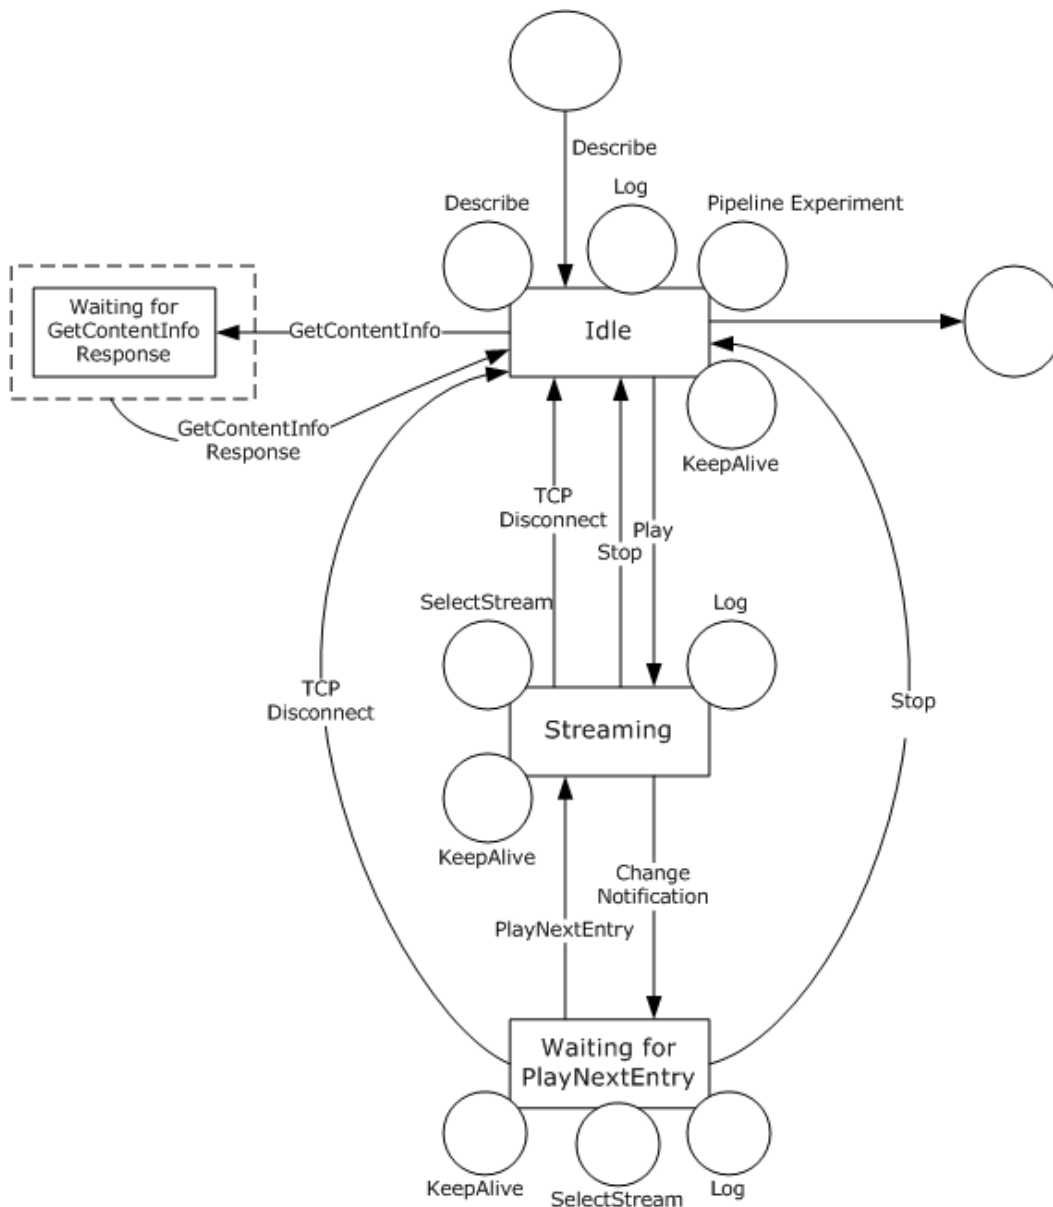 Describe
Log
Describe
Pipeline Experiment
Waiting for
GetContentInfo
Response
GetContentInfo
Idle
GetContentInfo
Response
KeepAlive
TCP
Disconnect
Play
Stop
SelectStream
Log
TCP
Disconnect
Stop
Streaming
KeepAlive
Change
Notification
PlayNextEntry
Waiting for
PlayNextEntry
KeepAlive
SelectStream
Log